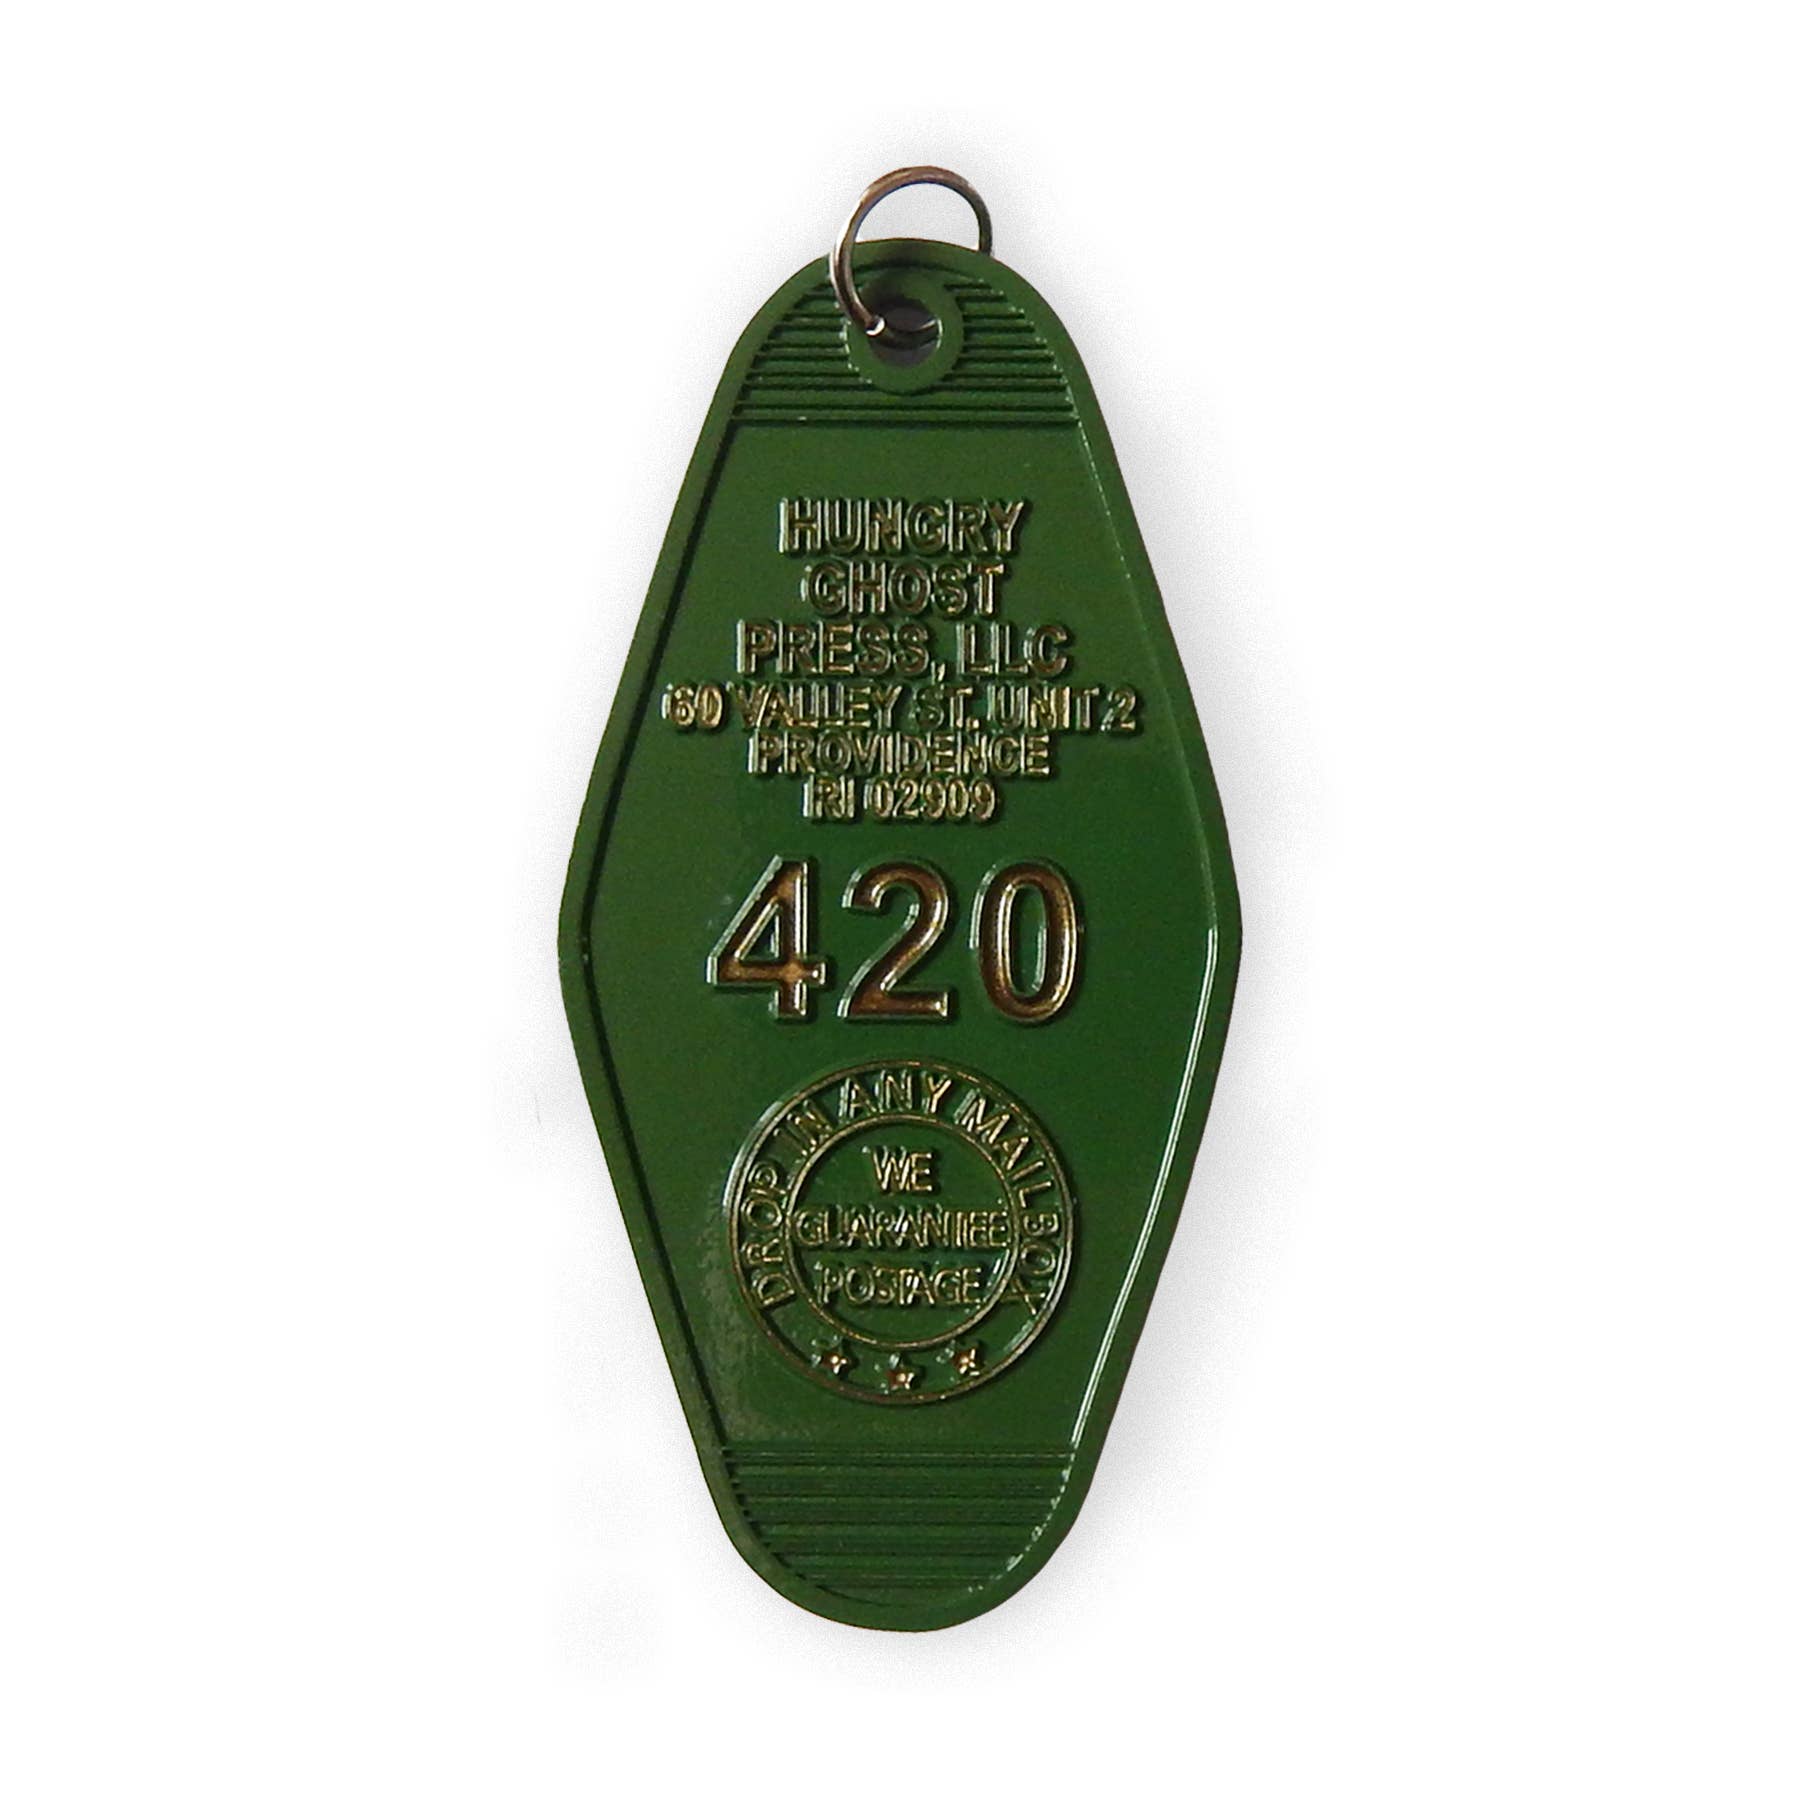 HUNGRY
GHOST
PRESS, LLC
60 VALLEY ST. UNIT 2
PROVIDENCE
RI 02909
420
DROP IN ANY MAILBOX
WE
GUARANTEE
POSTAGE